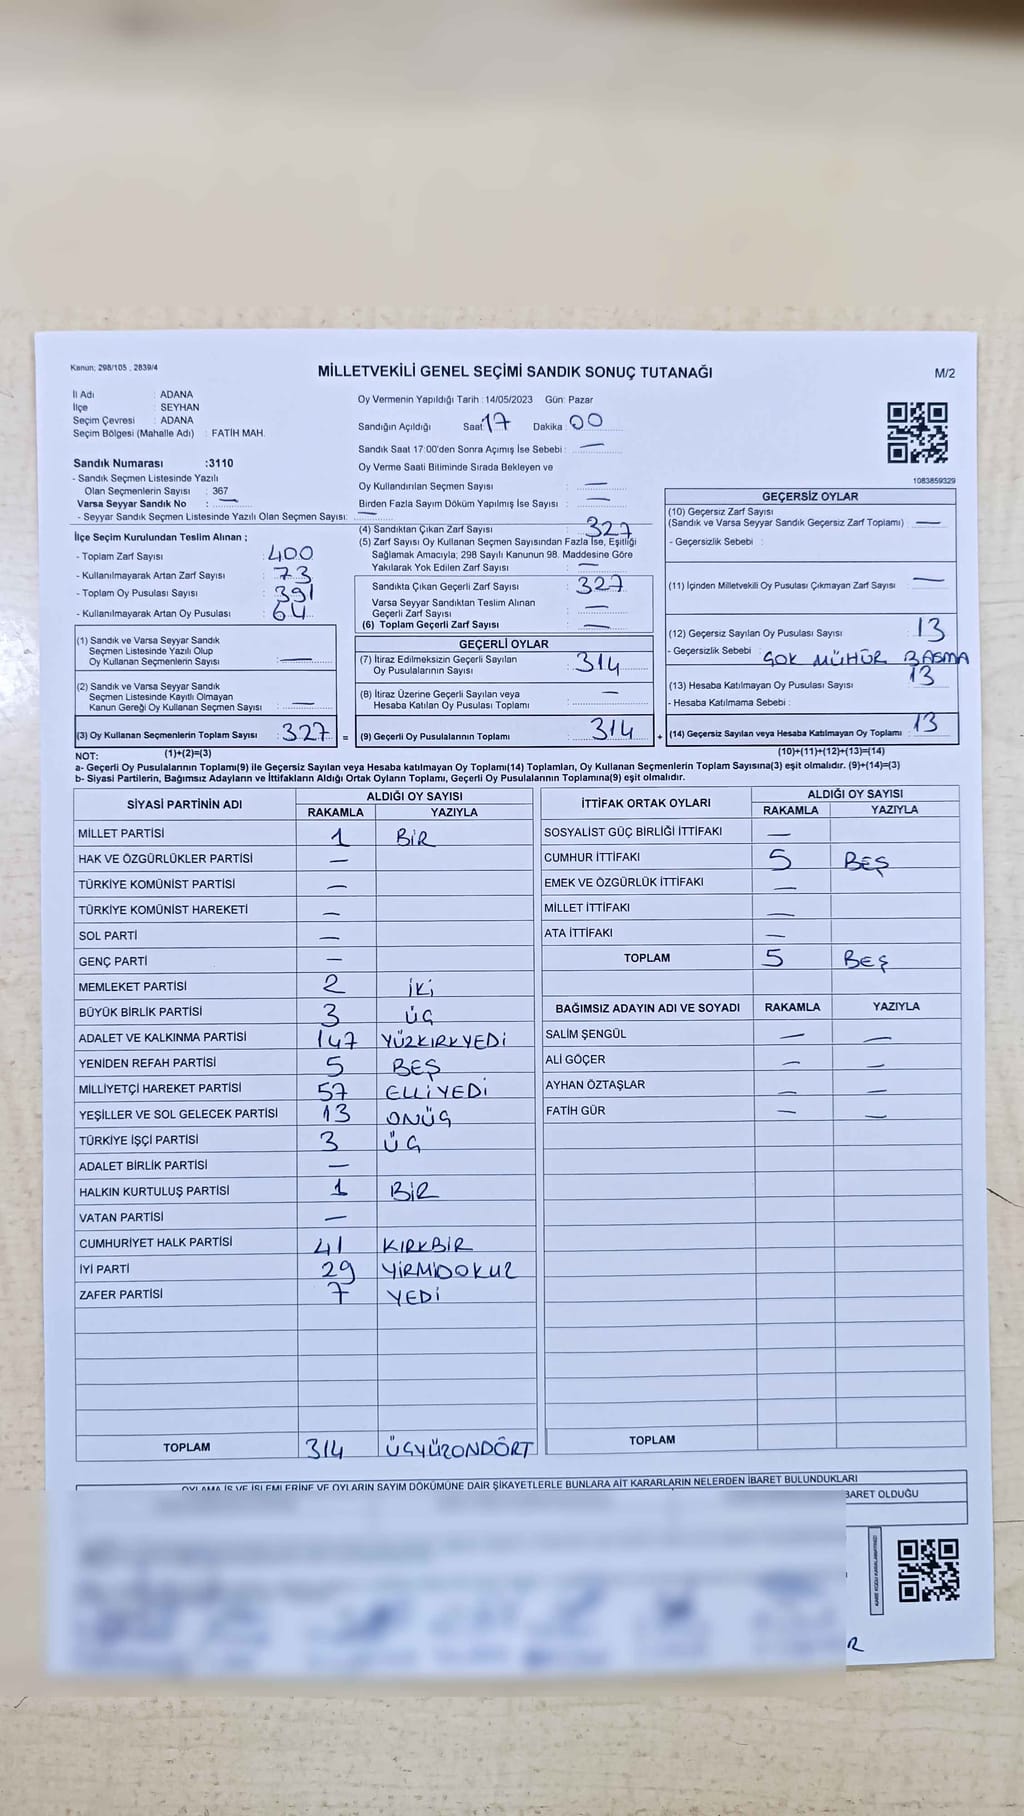 Kanun; 298/105 , 2839/4
MİLLETVEKİLİ GENEL SEÇİMİ SANDIK SONUÇ TUTANAĞI
M/2
İl Adı : ADANA
İlçe : SEYHAN
Seçim Çevresi : ADANA
Seçim Bölgesi (Mahalle Adı) : FATİH MAH.
Sandık Numarası :3110
- Sandık Seçmen Listesinde Yazılı
Olan Seçmenlerin Sayısı : 367
Varsa Seyyar Sandık No : —
- Seyyar Sandık Seçmen Listesinde Yazılı Olan Seçmen Sayısı: —
İlçe Seçim Kurulundan Teslim Alınan ;
- Toplam Zarf Sayısı : 400
- Kullanılmayarak Artan Zarf Sayısı : 73
- Toplam Oy Pusulası Sayısı : 391
- Kullanılmayarak Artan Oy Pusulası : 64
(1) Sandık ve Varsa Seyyar Sandık
Seçmen Listesinde Yazılı Olup
Oy Kullanan Seçmenlerin Sayısı : —
(2) Sandık ve Varsa Seyyar Sandık
Seçmen Listesinde Kayıtlı Olmayan
Kanun Gereği Oy Kullanan Seçmen Sayısı : —
(3) Oy Kullanan Seçmenlerin Toplam Sayısı : 327 =
Oy Vermenin Yapıldığı Tarih :14/05/2023 Gün: Pazar
Sandığın Açıldığı Saat 17 Dakika 00
Sandık Saat 17:00'den Sonra Açımış İse Sebebi : —
Oy Verme Saati Bitiminde Sırada Bekleyen ve
Oy Kullandırılan Seçmen Sayısı : —
Birden Fazla Sayım Döküm Yapılmış İse Sayısı : —
(4) Sandıktan Çıkan Zarf Sayısı : 327
(5) Zarf Sayısı Oy Kullanan Seçmen Sayısından Fazla İse, Eşitliği
Sağlamak Amacıyla; 298 Sayılı Kanunun 98. Maddesine Göre
Yakılarak Yok Edilen Zarf Sayısı : —
Sandıkta Çıkan Geçerli Zarf Sayısı : 327
Varsa Seyyar Sandıktan Teslim Alınan
Geçerli Zarf Sayısı : —
(6) Toplam Geçerli Zarf Sayısı : —
GEÇERLİ OYLAR
(7) İtiraz Edilmeksizin Geçerli Sayılan
Oy Pusulalarının Sayısı : 314
(8) İtiraz Üzerine Geçerli Sayılan veya
Hesaba Katılan Oy Pusulası Toplamı : —
(9) Geçerli Oy Pusulalarının Toplamı : 314 +
1083859329
GEÇERSİZ OYLAR
(10) Geçersiz Zarf Sayısı
(Sandık ve Varsa Seyyar Sandık Geçersiz Zarf Toplamı) : —
- Geçersizlik Sebebi :
(11) İçinden Milletvekili Oy Pusulası Çıkmayan Zarf Sayısı : —
(12) Geçersiz Sayılan Oy Pusulası Sayısı : 13
- Geçersizlik Sebebi : ÇOK MÜHÜR BASMA
(13) Hesaba Katılmayan Oy Pusulası Sayısı : 13
- Hesaba Katılmama Sebebi :
(14) Geçersiz Sayılan veya Hesaba Katılmayan Oy Toplamı : 13
NOT: (1)+(2)=(3) (10)+(11)+(12)+(13)=(14)
a- Geçerli Oy Pusulalarının Toplamı(9) ile Geçersiz Sayılan veya Hesaba Katılmayan Oy Toplamı(14) Toplamları, Oy Kullanan Seçmenlerin Toplam Sayısına(3) eşit olmalıdır. (9)+(14)=(3)
b- Siyasi Partilerin, Bağımsız Adayların ve İttifakların Aldığı Ortak Oyların Toplamı, Geçerli Oy Pusulalarının Toplamına(9) eşit olmalıdır.
SİYASİ PARTİNİN ADI ALDIĞI OY SAYISI
RAKAMLA YAZIYLA
MİLLET PARTİSİ 1 BİR
HAK VE ÖZGÜRLÜKLER PARTİSİ —
TÜRKİYE KOMÜNİST PARTİSİ —
TÜRKİYE KOMÜNİST HAREKETİ —
SOL PARTİ —
GENÇ PARTİ —
MEMLEKET PARTİSİ 2 İKİ
BÜYÜK BİRLİK PARTİSİ 3 ÜÇ
ADALET VE KALKINMA PARTİSİ 147 YÜZKIRKYEDİ
YENİDEN REFAH PARTİSİ 5 BEŞ
MİLLİYETÇİ HAREKET PARTİSİ 57 ELLİYEDİ
YEŞİLLER VE SOL GELECEK PARTİSİ 13 ONÜÇ
TÜRKİYE İŞÇİ PARTİSİ 3 ÜÇ
ADALET BİRLİK PARTİSİ —
HALKIN KURTULUŞ PARTİSİ 1 BİR
VATAN PARTİSİ —
CUMHURİYET HALK PARTİSİ 41 KIRKBİR
İYİ PARTİ 29 YİRMİDOKUZ
ZAFER PARTİSİ 7 YEDİ
TOPLAM 314 ÜÇYÜZONDÖRT
İTTİFAK ORTAK OYLARI ALDIĞI OY SAYISI
RAKAMLA YAZIYLA
SOSYALİST GÜÇ BİRLİĞİ İTTİFAKI —
CUMHUR İTTİFAKI 5 BEŞ
EMEK VE ÖZGÜRLÜK İTTİFAKI —
MİLLET İTTİFAKI —
ATA İTTİFAKI —
TOPLAM 5 BEŞ
BAĞIMSIZ ADAYIN ADI VE SOYADI RAKAMLA YAZIYLA
SALİM ŞENGÜL — —
ALİ GÖÇER — —
AYHAN ÖZTAŞLAR — —
FATİH GÜR — —
TOPLAM
OYLAMA İŞ VE İŞLEMLERİNE VE OYLARIN SAYIM DÖKÜMÜNE DAİR ŞİKAYETLERLE BUNLARA AİT KARARLARIN NELERDEN İBARET BULUNDUKLARI
BARET OLDUĞU
R